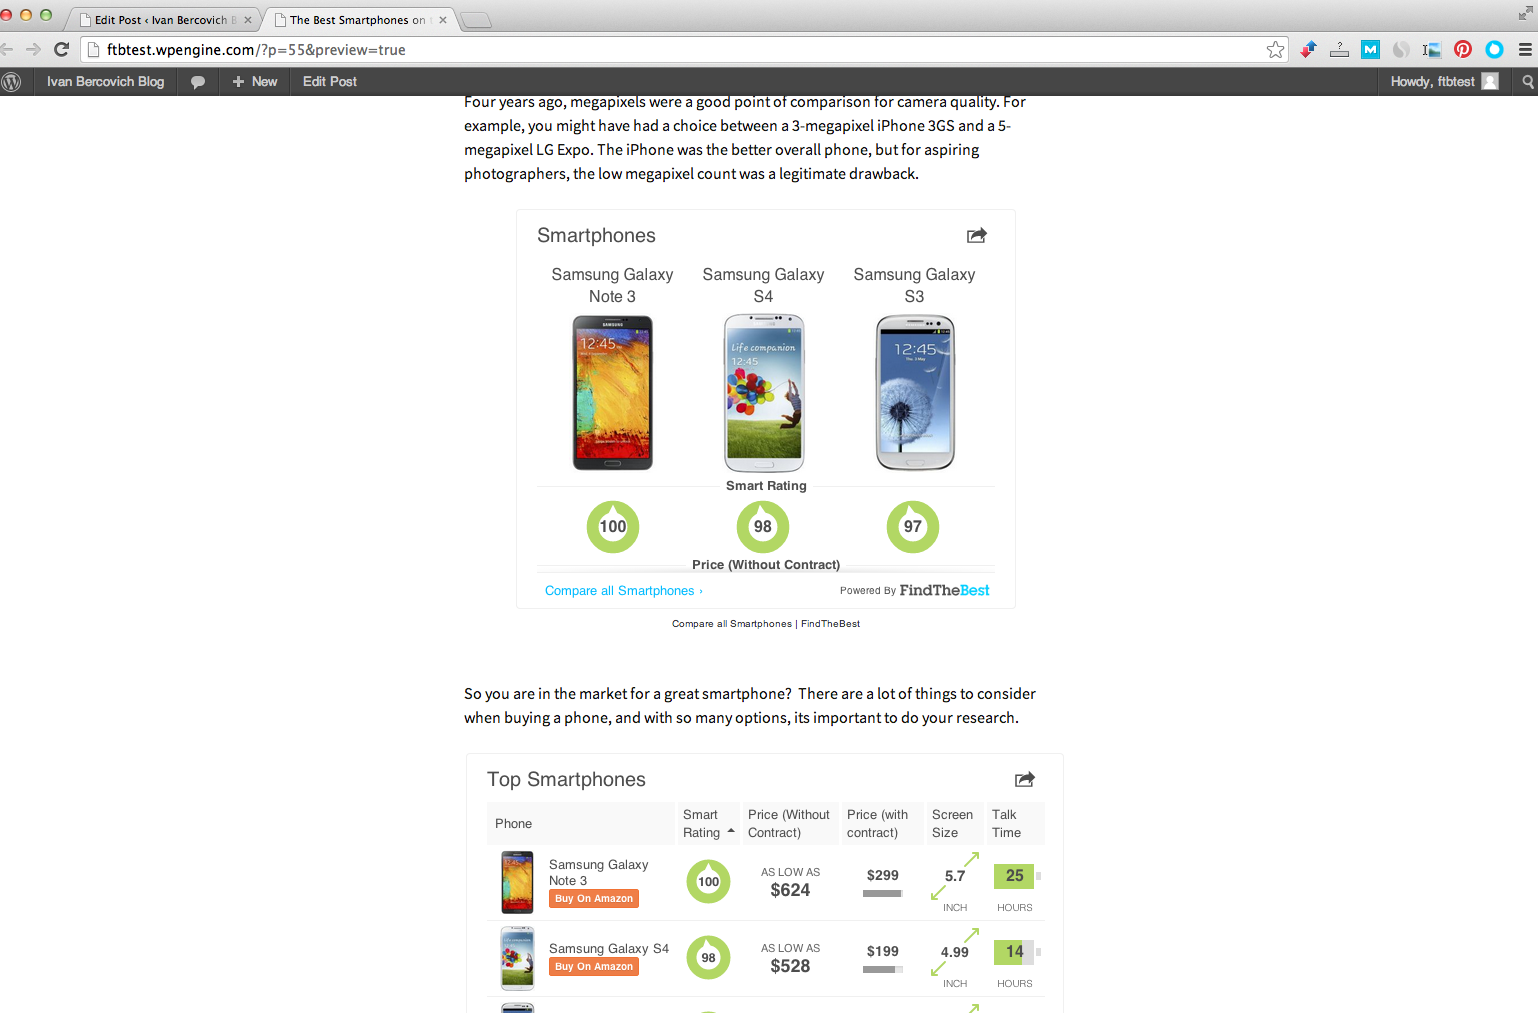 Edit Post ‹ Ivan Bercovich B
The Best Smartphones on t
ftbtest.wpengine.com/?p=55&preview=true
Ivan Bercovich Blog
New
Edit Post
Howdy, ftbtest
Four years ago, megapixels were a good point of comparison for camera quality. For
example, you might have had a choice between a 3-megapixel iPhone 3GS and a 5-
megapixel LG Expo. The iPhone was the better overall phone, but for aspiring
photographers, the low megapixel count was a legitimate drawback.
Smartphones
Samsung Galaxy Note 3
Samsung Galaxy S4
Samsung Galaxy S3
SAMSUNG
12:45
Life companion
12:45
12:45
Smart Rating
100 98 97
Price (Without Contract)
Compare all Smartphones ›
Powered By FindTheBest
Compare all Smartphones | FindTheBest
So you are in the market for a great smartphone?  There are a lot of things to consider
when buying a phone, and with so many options, its important to do your research.
Top Smartphones
Phone
Smart Rating
Price (Without Contract)
Price (with contract)
Screen Size
Talk Time
Samsung Galaxy
Note 3
Buy On Amazon
100
AS LOW AS
$624
$299
5.7
INCH
25
HOURS
Samsung Galaxy S4
Buy On Amazon
98
AS LOW AS
$528
$199
4.99
INCH
14
HOURS